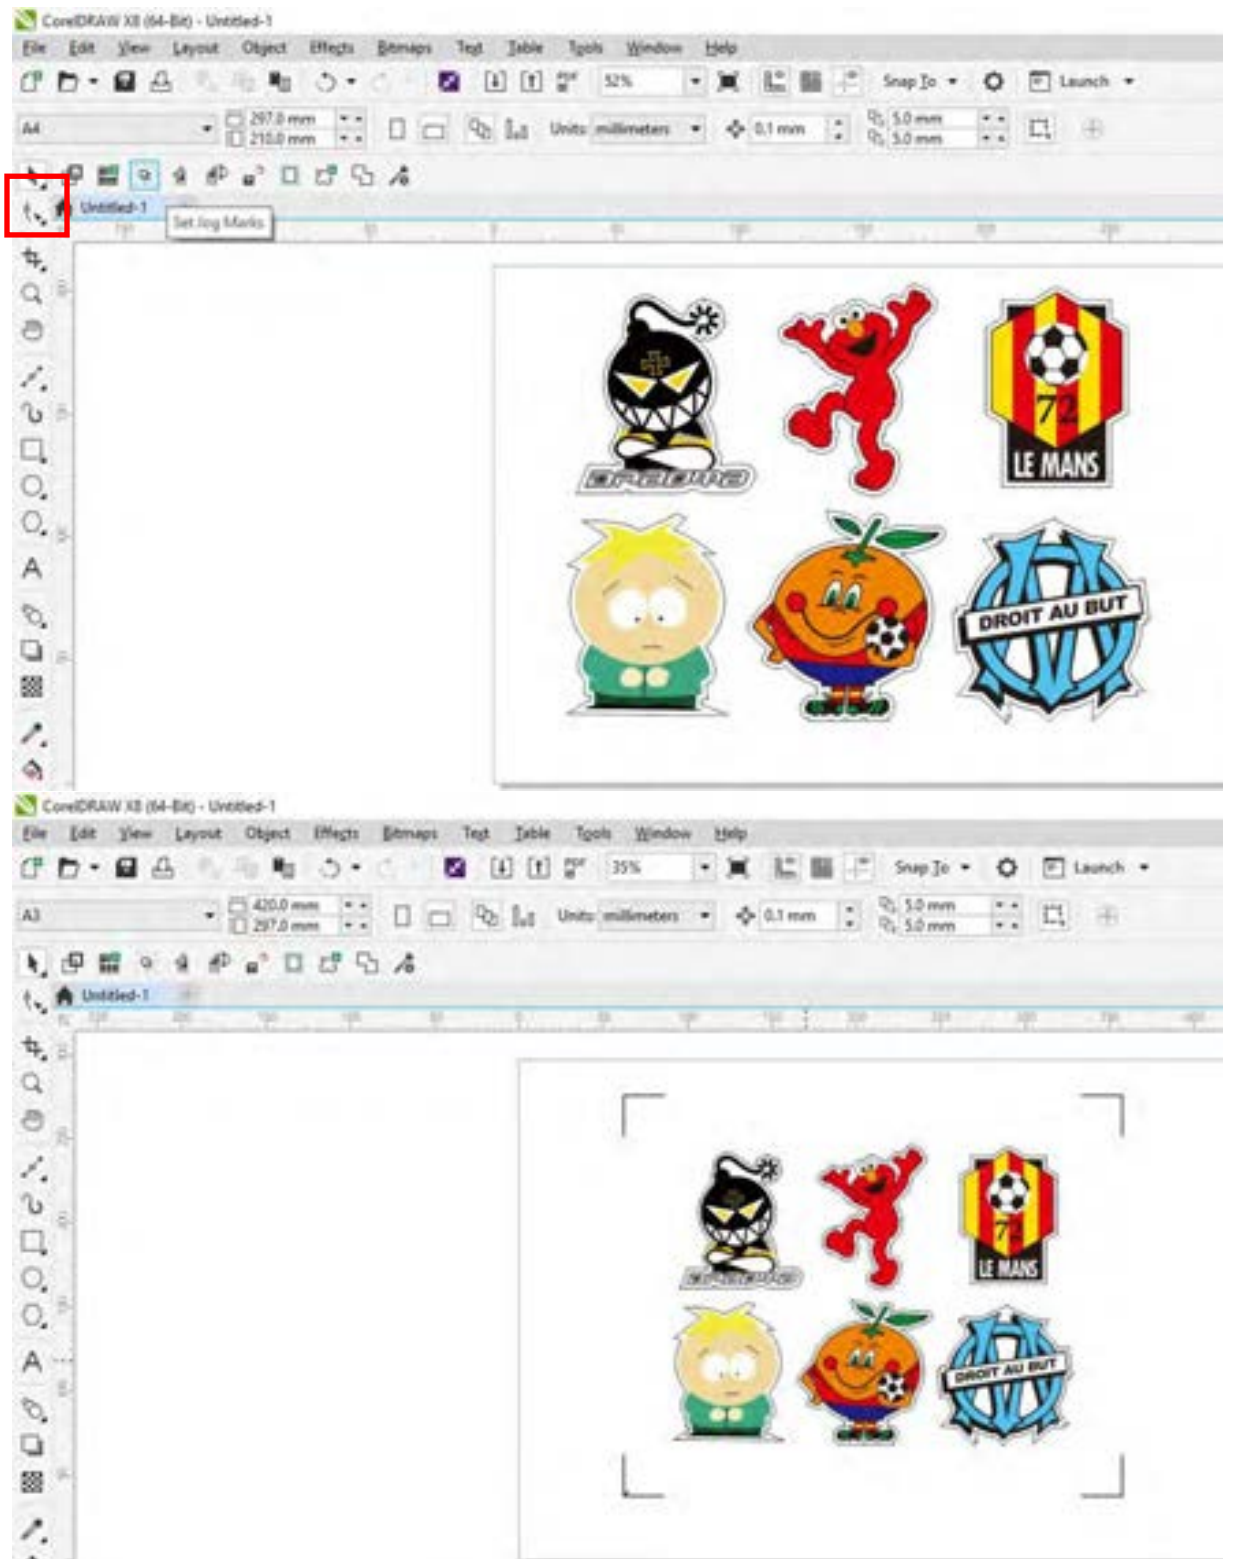 CorelDRAW X8 (64-Bit) - Untitled-1
File Edit View Layout Object Effects Bitmaps Text Table Tools Window Help
PDF 52% Snap To Launch
A4 297.0 mm 210.0 mm Units: millimeters 0.1 mm 5.0 mm 5.0 mm
Untitled-1
Set Jog Marks
72
LE MANS
DROIT AU BUT
CorelDRAW X8 (64-Bit) - Untitled-1
File Edit View Layout Object Effects Bitmaps Text Table Tools Window Help
PDF 35% Snap To Launch
A3 420.0 mm 297.0 mm Units: millimeters 0.1 mm 5.0 mm 5.0 mm
Untitled-1
72
LE MANS
DROIT AU BUT